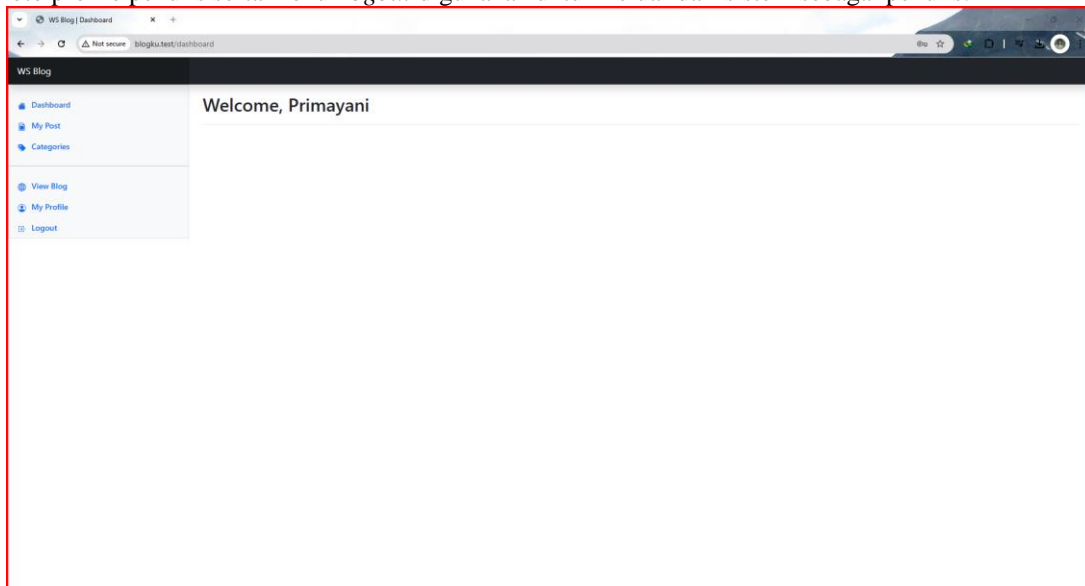 WS Blog | Dashboard
Not secure blogku.test/dashboard
WS Blog
Welcome, Primayani
Dashboard
My Post
Categories
View Blog
My Profile
Logout